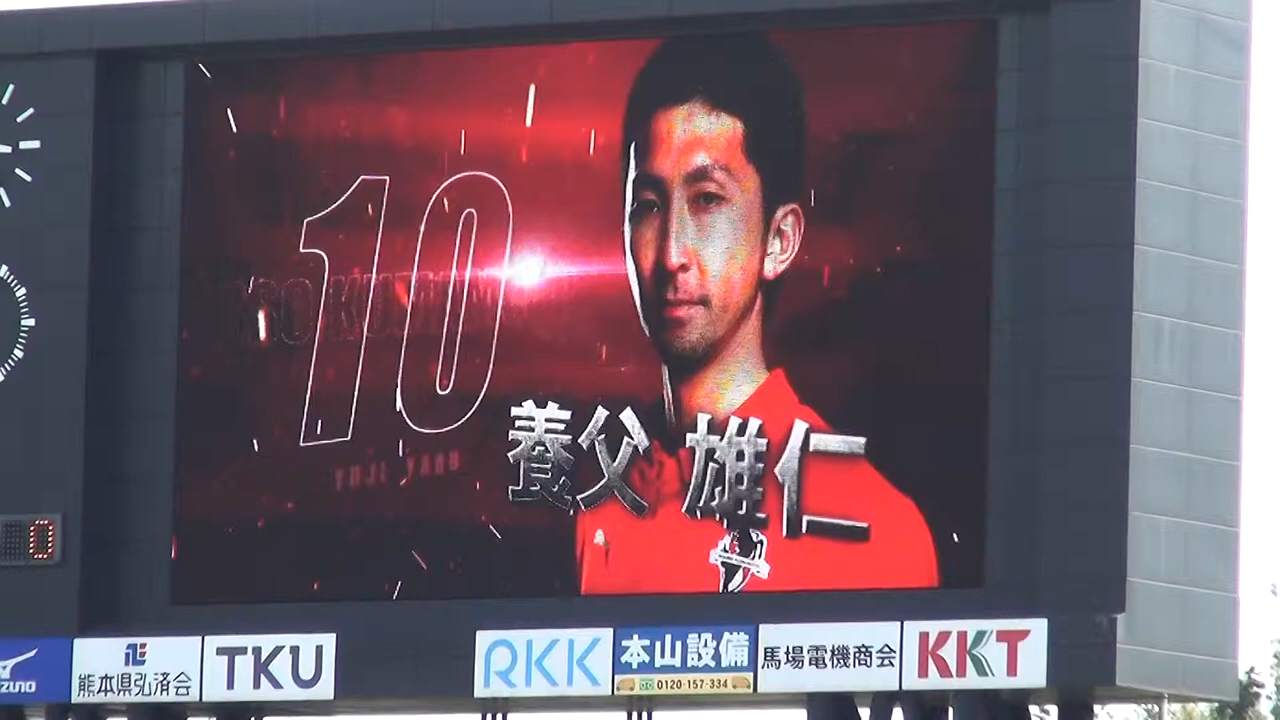 10
YUJI YABU
養父 雄仁
0
熊本県弘済会
TKU
RKK
本山設備
0120-157-334
馬場電機商会
KKT